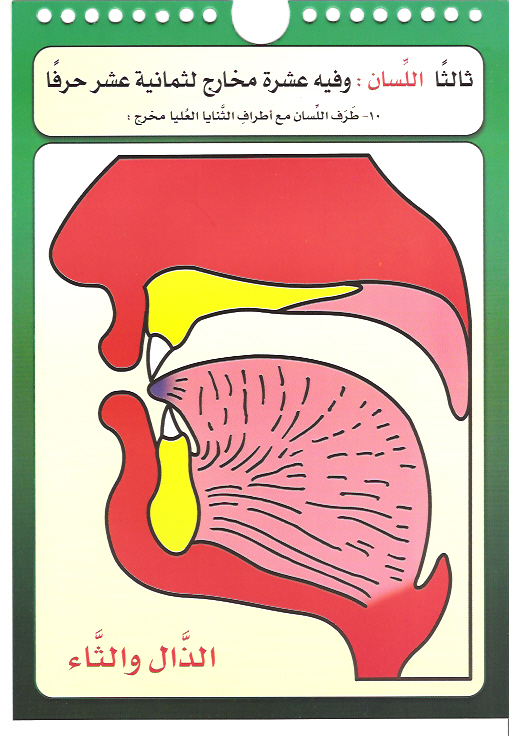 ثالثًا اللِّسان : وفيه عشرة مخارج لثمانية عشر حرفًا
١٠- طَرَف اللِّسان مع أطرافِ الثَّنايا العُليا مخرج :
الذَّال والثَّاء